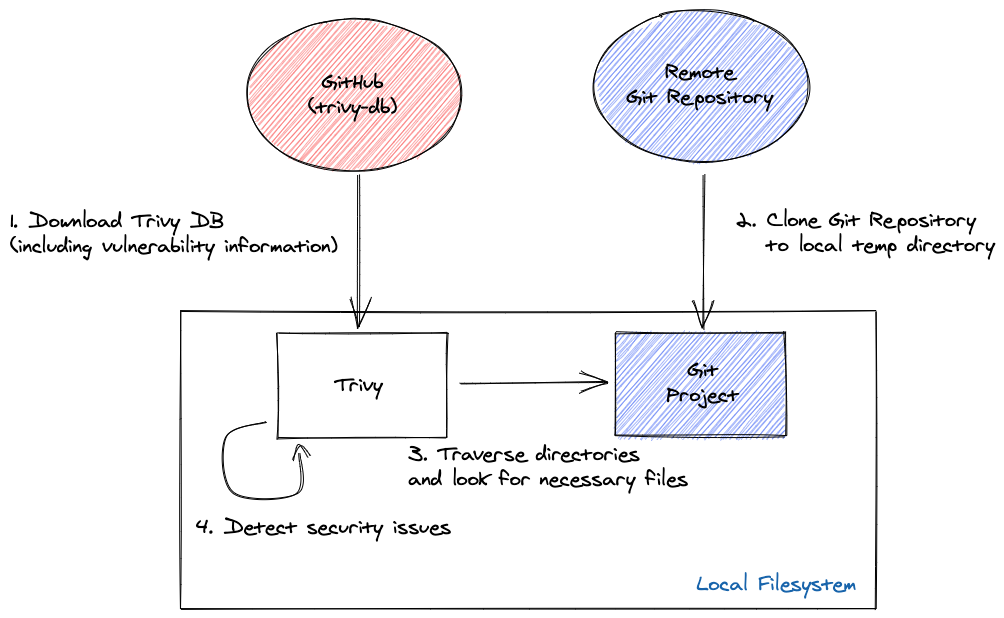 GitHub
(trivy-db)
Remote
Git Repository
1. Download Trivy DB
(including vulnerability information)
2. Clone Git Repository
to local temp directory
Trivy
Git
Project
3. Traverse directories
and look for necessary files
4. Detect security issues
Local Filesystem